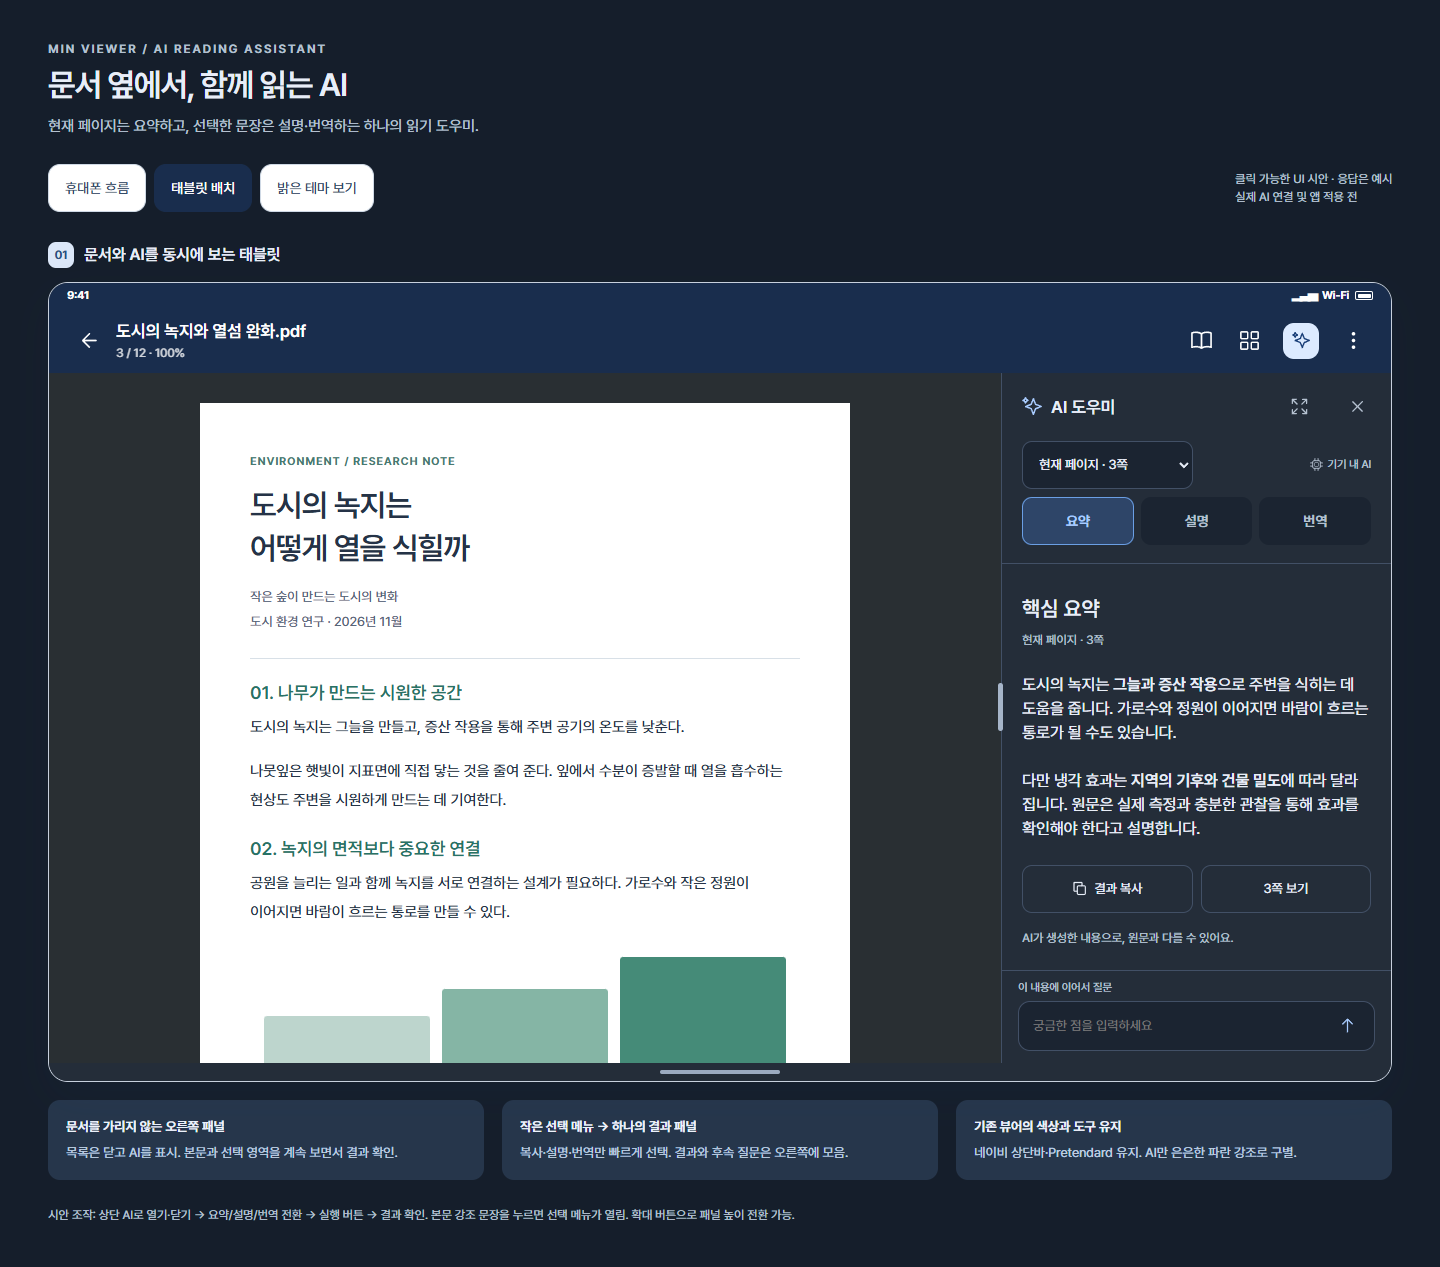 MIN VIEWER / AI READING ASSISTANT
문서 옆에서, 함께 읽는 AI
현재 페이지는 요약하고, 선택한 문장은 설명·번역하는 하나의 읽기 도우미.
휴대폰 흐름
태블릿 배치
밝은 테마 보기
클릭 가능한 UI 시안 · 응답은 예시
실제 AI 연결 및 앱 적용 전
01 문서와 AI를 동시에 보는 태블릿
9:41
Wi-Fi
도시의 녹지와 열섬 완화.pdf
3 / 12 · 100%
ENVIRONMENT / RESEARCH NOTE
도시의 녹지는
어떻게 열을 식힐까
작은 숲이 만드는 도시의 변화
도시 환경 연구 · 2026년 11월
01. 나무가 만드는 시원한 공간
도시의 녹지는 그늘을 만들고, 증산 작용을 통해 주변 공기의 온도를 낮춘다.
나뭇잎은 햇빛이 지표면에 직접 닿는 것을 줄여 준다. 잎에서 수분이 증발할 때 열을 흡수하는
현상도 주변을 시원하게 만드는 데 기여한다.
02. 녹지의 면적보다 중요한 연결
공원을 늘리는 일과 함께 녹지를 서로 연결하는 설계가 필요하다. 가로수와 작은 정원이
이어지면 바람이 흐르는 통로를 만들 수 있다.
AI 도우미
현재 페이지 · 3쪽
기기 내 AI
요약
설명
번역
핵심 요약
현재 페이지 · 3쪽
도시의 녹지는 그늘과 증산 작용으로 주변을 식히는 데
도움을 줍니다. 가로수와 정원이 이어지면 바람이 흐르는
통로가 될 수도 있습니다.
다만 냉각 효과는 지역의 기후와 건물 밀도에 따라 달라
집니다. 원문은 실제 측정과 충분한 관찰을 통해 효과를
확인해야 한다고 설명합니다.
결과 복사
3쪽 보기
AI가 생성한 내용으로, 원문과 다를 수 있어요.
이 내용에 이어서 질문
궁금한 점을 입력하세요
문서를 가리지 않는 오른쪽 패널
목록은 닫고 AI를 표시. 본문과 선택 영역을 계속 보면서 결과 확인.
작은 선택 메뉴 → 하나의 결과 패널
복사·설명·번역만 빠르게 선택. 결과와 후속 질문은 오른쪽에 모음.
기존 뷰어의 색상과 도구 유지
네이비 상단바·Pretendard 유지. AI만 은은한 파란 강조로 구별.
시안 조작: 상단 AI로 열기·닫기 → 요약/설명/번역 전환 → 실행 버튼 → 결과 확인. 본문 강조 문장을 누르면 선택 메뉴가 열림. 확대 버튼으로 패널 높이 전환 가능.